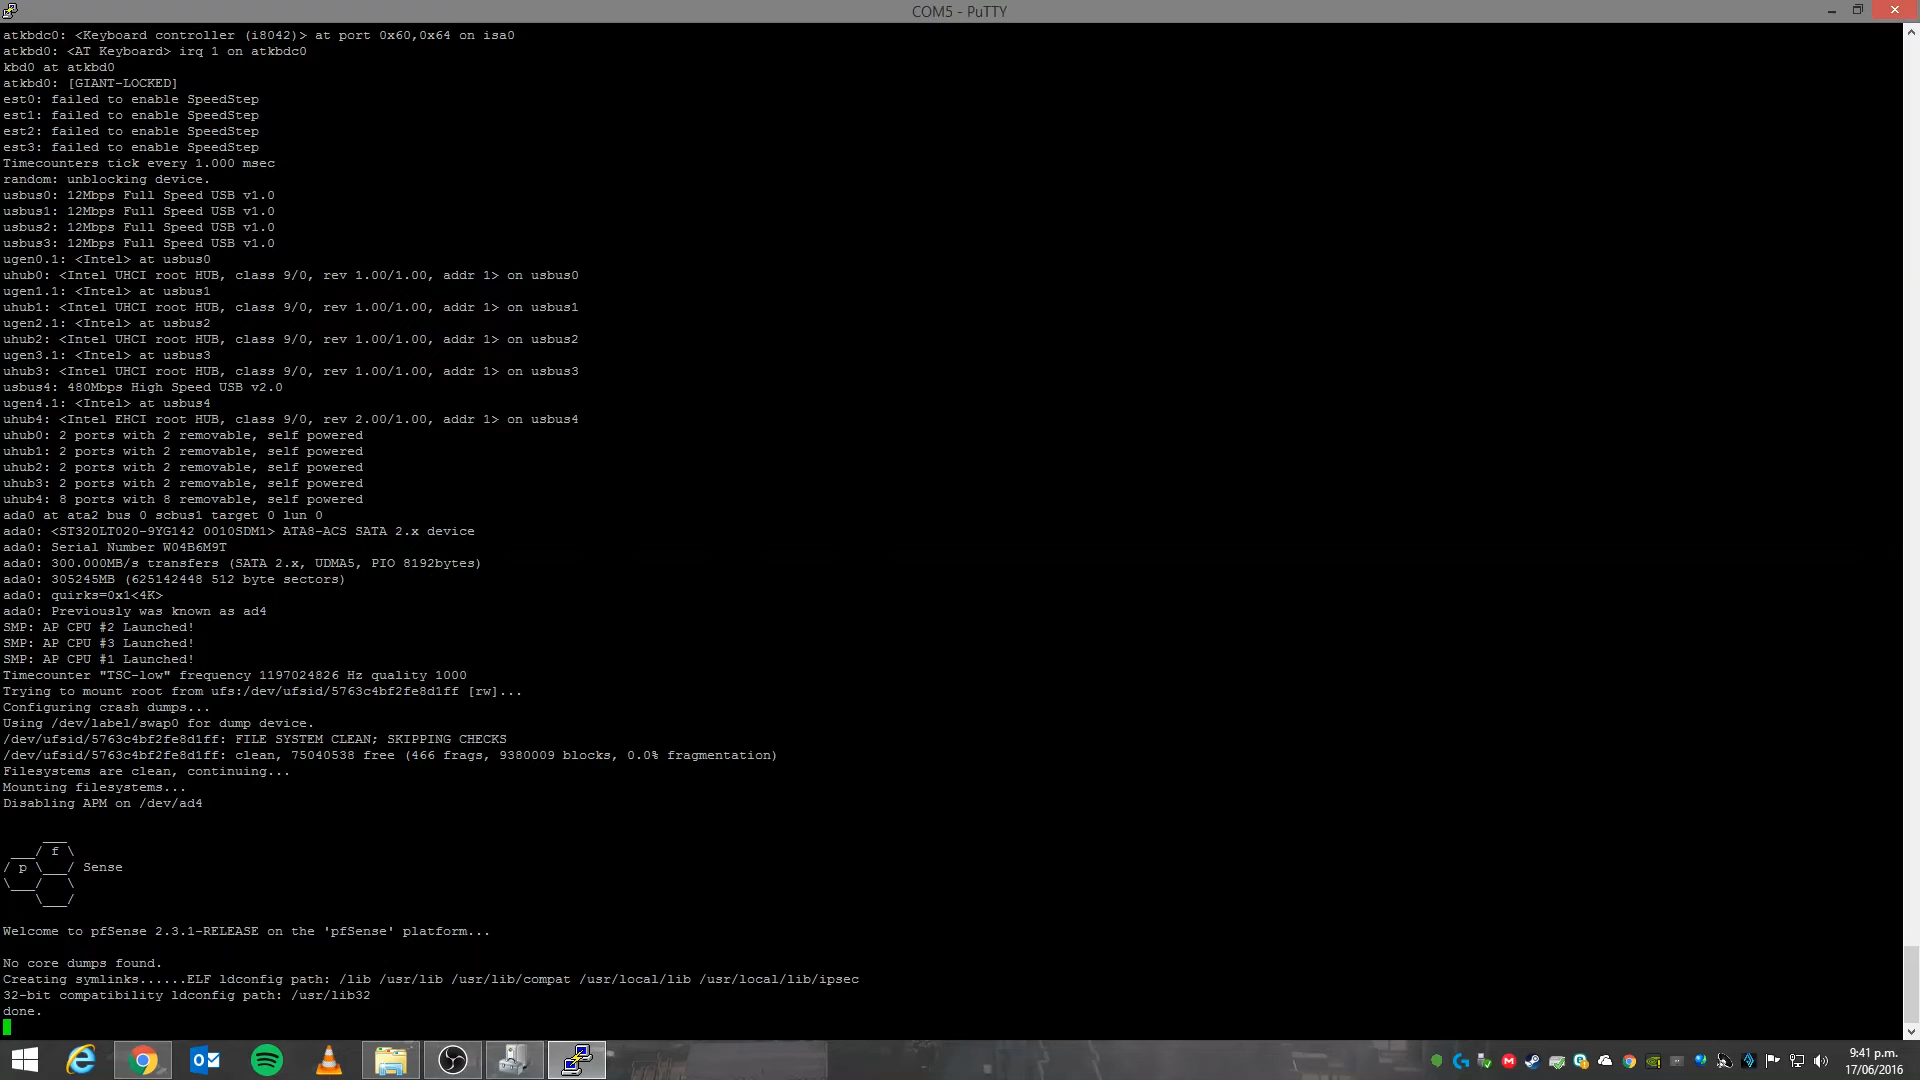 COM5 - PuTTY
atkbdc0: <Keyboard controller (i8042)> at port 0x60,0x64 on isa0
atkbd0: <AT Keyboard> irq 1 on atkbdc0
kbd0 at atkbd0
atkbd0: [GIANT-LOCKED]
est0: failed to enable SpeedStep
est1: failed to enable SpeedStep
est2: failed to enable SpeedStep
est3: failed to enable SpeedStep
Timecounters tick every 1.000 msec
random: unblocking device.
usbus0: 12Mbps Full Speed USB v1.0
usbus1: 12Mbps Full Speed USB v1.0
usbus2: 12Mbps Full Speed USB v1.0
usbus3: 12Mbps Full Speed USB v1.0
ugen0.1: <Intel> at usbus0
uhub0: <Intel UHCI root HUB, class 9/0, rev 1.00/1.00, addr 1> on usbus0
ugen1.1: <Intel> at usbus1
uhub1: <Intel UHCI root HUB, class 9/0, rev 1.00/1.00, addr 1> on usbus1
ugen2.1: <Intel> at usbus2
uhub2: <Intel UHCI root HUB, class 9/0, rev 1.00/1.00, addr 1> on usbus2
ugen3.1: <Intel> at usbus3
uhub3: <Intel UHCI root HUB, class 9/0, rev 1.00/1.00, addr 1> on usbus3
usbus4: 480Mbps High Speed USB v2.0
ugen4.1: <Intel> at usbus4
uhub4: <Intel EHCI root HUB, class 9/0, rev 2.00/1.00, addr 1> on usbus4
uhub0: 2 ports with 2 removable, self powered
uhub1: 2 ports with 2 removable, self powered
uhub2: 2 ports with 2 removable, self powered
uhub3: 2 ports with 2 removable, self powered
uhub4: 8 ports with 8 removable, self powered
ada0 at ata2 bus 0 scbus1 target 0 lun 0
ada0: <ST320LT020-9YG142 0010SDM1> ATA8-ACS SATA 2.x device
ada0: Serial Number W04B6M9T
ada0: 300.000MB/s transfers (SATA 2.x, UDMA5, PIO 8192bytes)
ada0: 305245MB (625142448 512 byte sectors)
ada0: quirks=0x1<4K>
ada0: Previously was known as ad4
SMP: AP CPU #2 Launched!
SMP: AP CPU #3 Launched!
SMP: AP CPU #1 Launched!
Timecounter "TSC-low" frequency 1197024826 Hz quality 1000
Trying to mount root from ufs:/dev/ufsid/5763c4bf2fe8d1ff [rw]...
Configuring crash dumps...
Using /dev/label/swap0 for dump device.
/dev/ufsid/5763c4bf2fe8d1ff: FILE SYSTEM CLEAN; SKIPPING CHECKS
/dev/ufsid/5763c4bf2fe8d1ff: clean, 75040538 free (466 frags, 9380009 blocks, 0.0% fragmentation)
Filesystems are clean, continuing...
Mounting filesystems...
Disabling APM on /dev/ad4
     ___
 ___/ f \
/ p \___/ Sense
\___/   \
    \___/
Welcome to pfSense 2.3.1-RELEASE on the 'pfSense' platform...
No core dumps found.
Creating symlinks......ELF ldconfig path: /lib /usr/lib /usr/lib/compat /usr/local/lib /usr/local/lib/ipsec
32-bit compatibility ldconfig path: /usr/lib32
done.
9:41 p.m.
17/06/2016